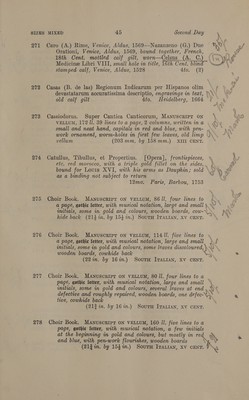 SIZES MIXED 45 Second Day
271 Caro (A.) Rime, Venice, Aldus, 1569—Nannonus (G.) Due
Orationi, Venice, Aldus, 1569, bound together, French,
18th Cent. mottled calf gilt, worn—Celsus (A. C.)
Medicinae Libri VIII, small hole in title, 16th Cent. blind-
stamped calf, Venice, Aldus, 1528 4to. (2)
272 Casas (B. de las) Regionum Indicarum per Hispanos olim
devastatarum accuratissima descriptio, engravings in text,
old calf gilt 4to. Heidelberg, 1664
273 Cassiodorus. Super Cantica Canticorum, MANUSCRIPT ON
VELLUM, 172 ll. 39 lines to a page, 2 columns, written in a
small and neat hand, capitals in red and blue, with pen-
work ornament, worm-holes in first few leaves, old limp
vellum (203 mm. by 158 mm.) XIII CENT.
274 Catullus, Tibullus, et Propertius. [Opera], frontispieces,
etc. red morocco, with a triple gold fillet on the sides,
bound for LOUIS XVI, with his arms as Dauphin; sold
as a binding not subject to return
12mo. Paris, Barbou, 1753
275 Choir Book. MANUSCRIPT ON VELLUM, 86 ll. four lines to
a page, gothic letter, with musical notation, large and small
initials, some in gold and colours, wooden boards, cow-
hide back (21¾ in. by 15¼ in.) SOUTH ITALIAN, XV CENT.
276 Choir Book. MANUSCRIPT ON VELLUM, 114 ll. five lines to
a page, gothic letter, with musical notation, large and small
initials, some in gold and colours, some leaves discoloured,
wooden boards, cowhide back
(22 in. by 16 in.) SOUTH ITALIAN, XV CENT.
277 Choir Book. MANUSCRIPT ON VELLUM, 80 ll. four lines to
a page, gothic letter, with musical notation, large and small
initials, some in gold and colours, several leaves at end
defective and roughly repaired, wooden boards, one defec-
tive, cowhide back
(21½ in. by 16 in.) SOUTH ITALIAN, XV CENT.
278 Choir Book. MANUSCRIPT ON VELLUM, 160 ll. five lines to
a page, gothic letter, with musical notation, a few initials
at the beginning in gold and colours, but mostly in red
and blue, with pen-work flourishes, wooden boards
(21¾ in. by 15¼ in.) SOUTH ITALIAN, XV CENT.